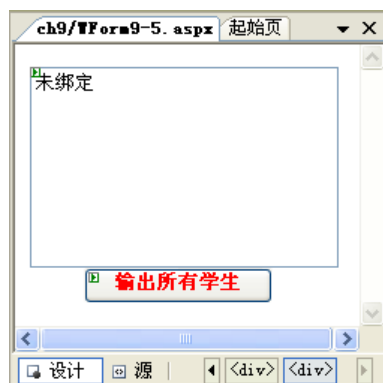 ch9/TForm9-5.aspx 起始页
未绑定
输出所有学生
设计 源 <div> <div>